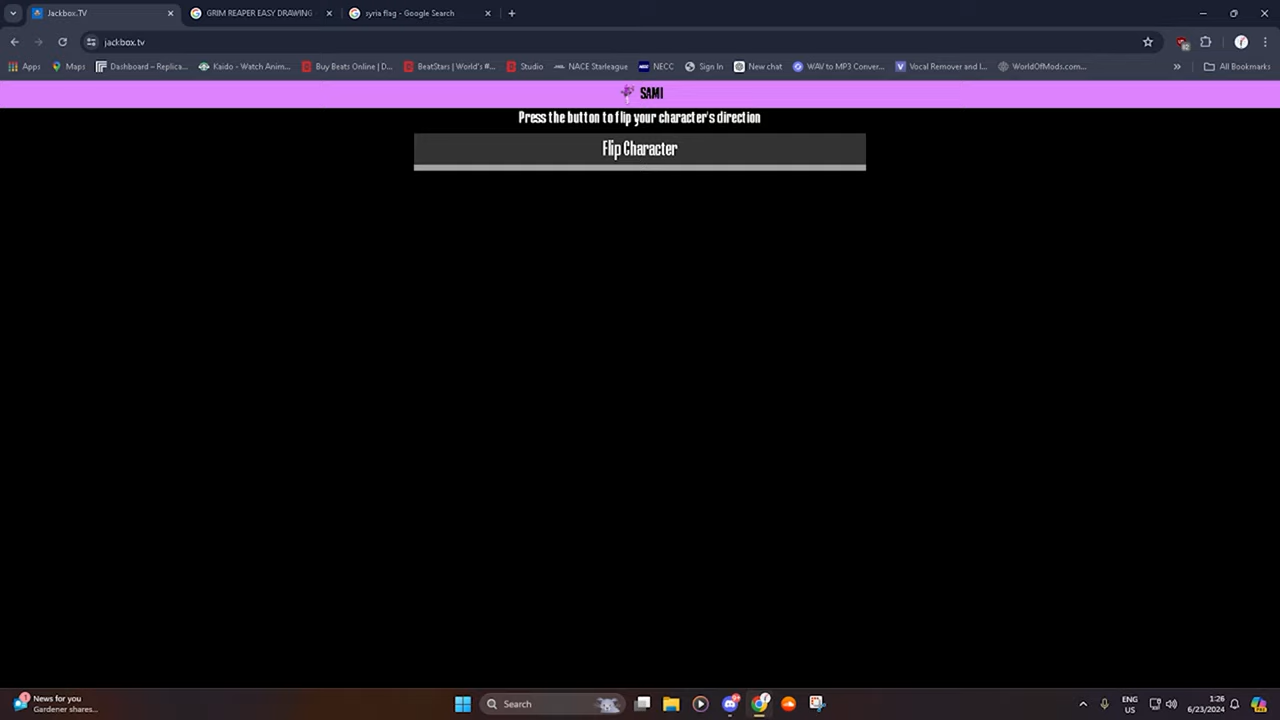 Jackbox.TV
GRIM REAPER EASY DRAWING
syria flag - Google Search
jackbox.tv
Apps
Maps
Dashboard – Replica...
Kaido - Watch Anim...
Buy Beats Online | D...
BeatStars | World's #...
Studio
NACE Starleague
NECC
Sign In
New chat
WAV to MP3 Conver...
Vocal Remover and I...
WorldOfMods.com...
All Bookmarks
SAMI
Press the button to flip your character's direction
Flip Character
News for you
Gardener shares...
Search
ENG
US
1:26
6/23/2024